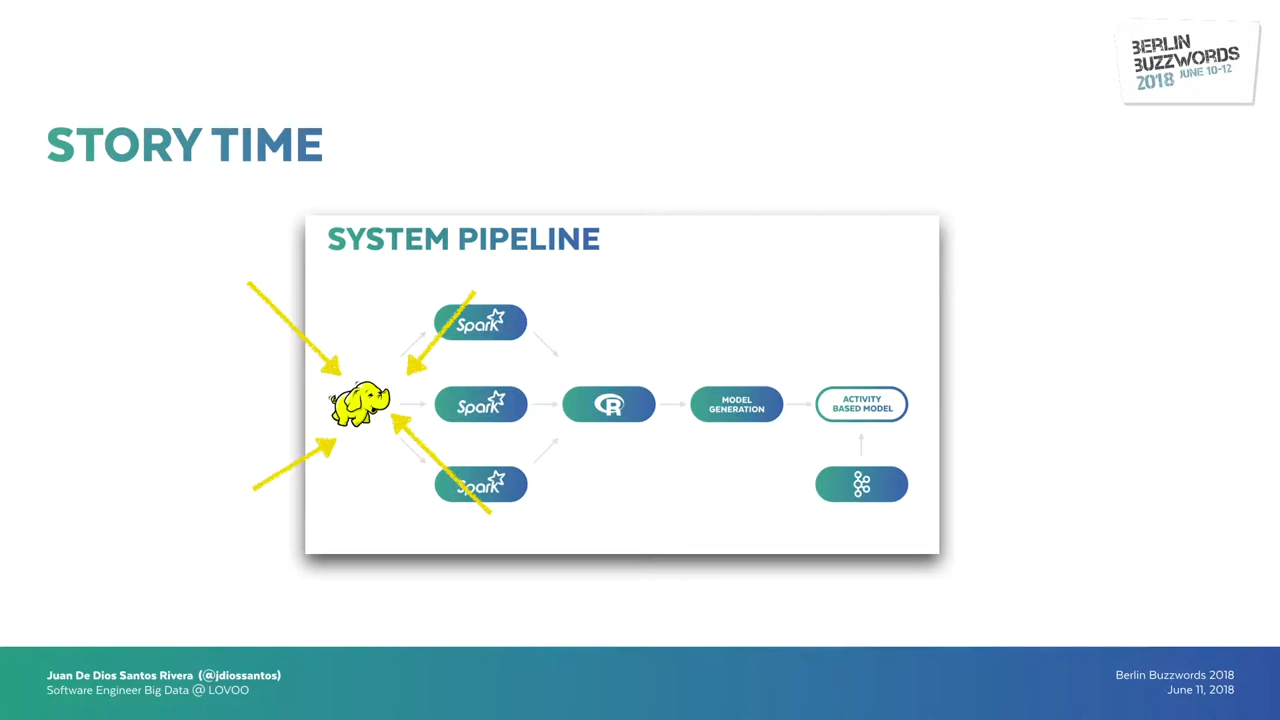 BERLIN
BUZZWORDS
2018 JUNE 10-12
STORY TIME
SYSTEM PIPELINE
Spark
Spark
R
MODEL
GENERATION
ACTIVITY
BASED MODEL
Spark
Juan De Dios Santos Rivera (@jdiossantos)
Software Engineer Big Data @ LOVOO
Berlin Buzzwords 2018
June 11, 2018